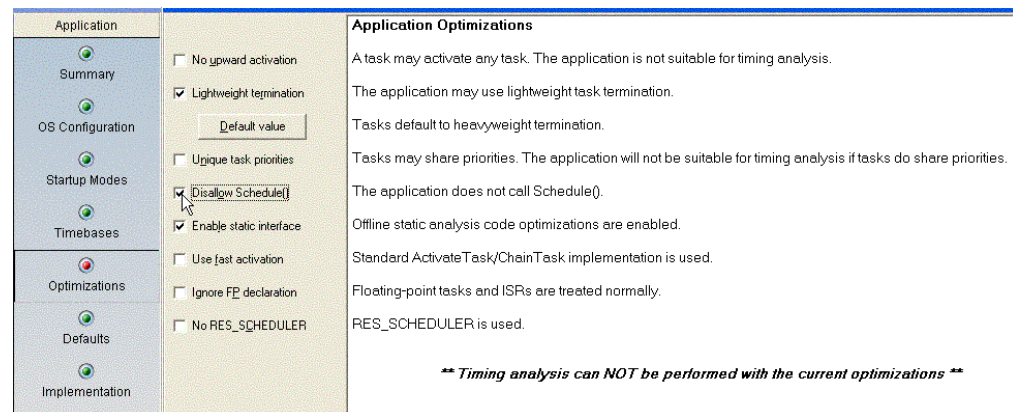 Application
Summary
OS Configuration
Startup Modes
Timebases
Optimizations
Defaults
Implementation
No upward activation
Lightweight termination
Default value
Unique task priorities
Disallow Schedule()
Enable static interface
Use fast activation
Ignore FP declaration
No RES_SCHEDULER
Application Optimizations
A task may activate any task. The application is not suitable for timing analysis.
The application may use lightweight task termination.
Tasks default to heavyweight termination.
Tasks may share priorities. The application will not be suitable for timing analysis if tasks do share priorities.
The application does not call Schedule().
Offline static analysis code optimizations are enabled.
Standard ActivateTask/ChainTask implementation is used.
Floating-point tasks and ISRs are treated normally.
RES_SCHEDULER is used.
** Timing analysis can NOT be performed with the current optimizations **